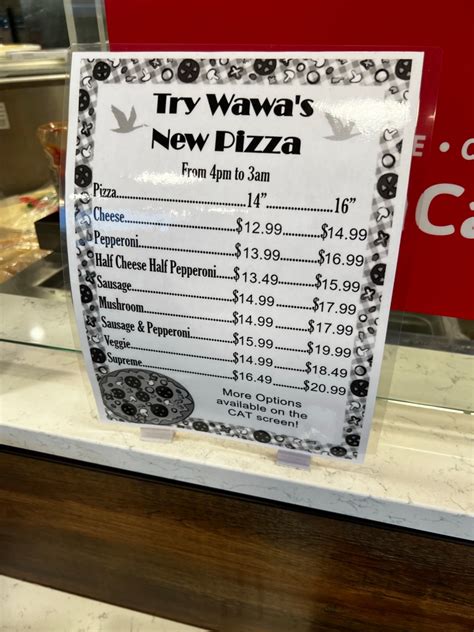 Try Wawa's
New Pizza
From 4pm to 3am
Pizza....................14"....................16"
Cheese....................$12.99............$14.99
Pepperoni....................$13.99............$16.99
Half Cheese Half Pepperoni....$13.49............$15.99
Sausage....................$14.99............$17.99
Mushroom....................$14.99............$17.99
Sausage & Pepperoni............$15.99............$19.99
Veggie....................$14.99............$18.49
Supreme....................$16.49............$20.99
More Options
available on the
CAT screen!